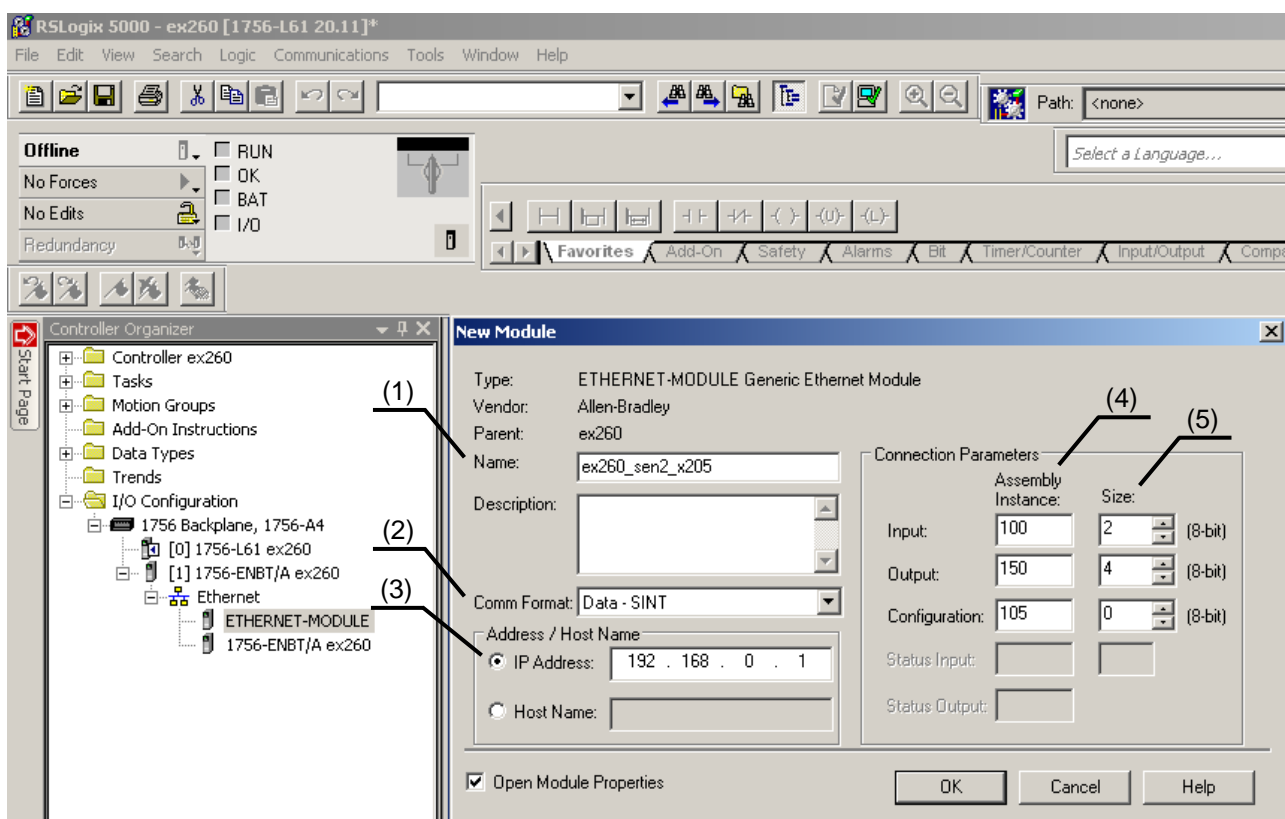 RSLogix 5000 - ex260 [1756-L61 20.11]*
File Edit View Search Logic Communications Tools Window Help
Path: <none>
Offline
RUN
No Forces
OK
BAT
No Edits
I/O
Redundancy
Select a Language...
Favorites Add-On Safety Alarms Bit Timer/Counter Input/Output Compa
Start Page
Controller Organizer
Controller ex260
Tasks
Motion Groups
Add-On Instructions
Data Types
Trends
I/O Configuration
1756 Backplane, 1756-A4
[0] 1756-L61 ex260
[1] 1756-ENBT/A ex260
Ethernet
ETHERNET-MODULE
1756-ENBT/A ex260
(1)
(2)
(3)
New Module
Type: ETHERNET-MODULE Generic Ethernet Module
Vendor: Allen-Bradley
Parent: ex260
Name: ex260_sen2_x205
Description:
Comm Format: Data - SINT
Address / Host Name
IP Address: 192 . 168 . 0 . 1
Host Name:
(4)
(5)
Connection Parameters
Assembly
Instance:
Size:
Input: 100 2 (8-bit)
Output: 150 4 (8-bit)
Configuration: 105 0 (8-bit)
Status Input:
Status Output:
Open Module Properties
OK Cancel Help